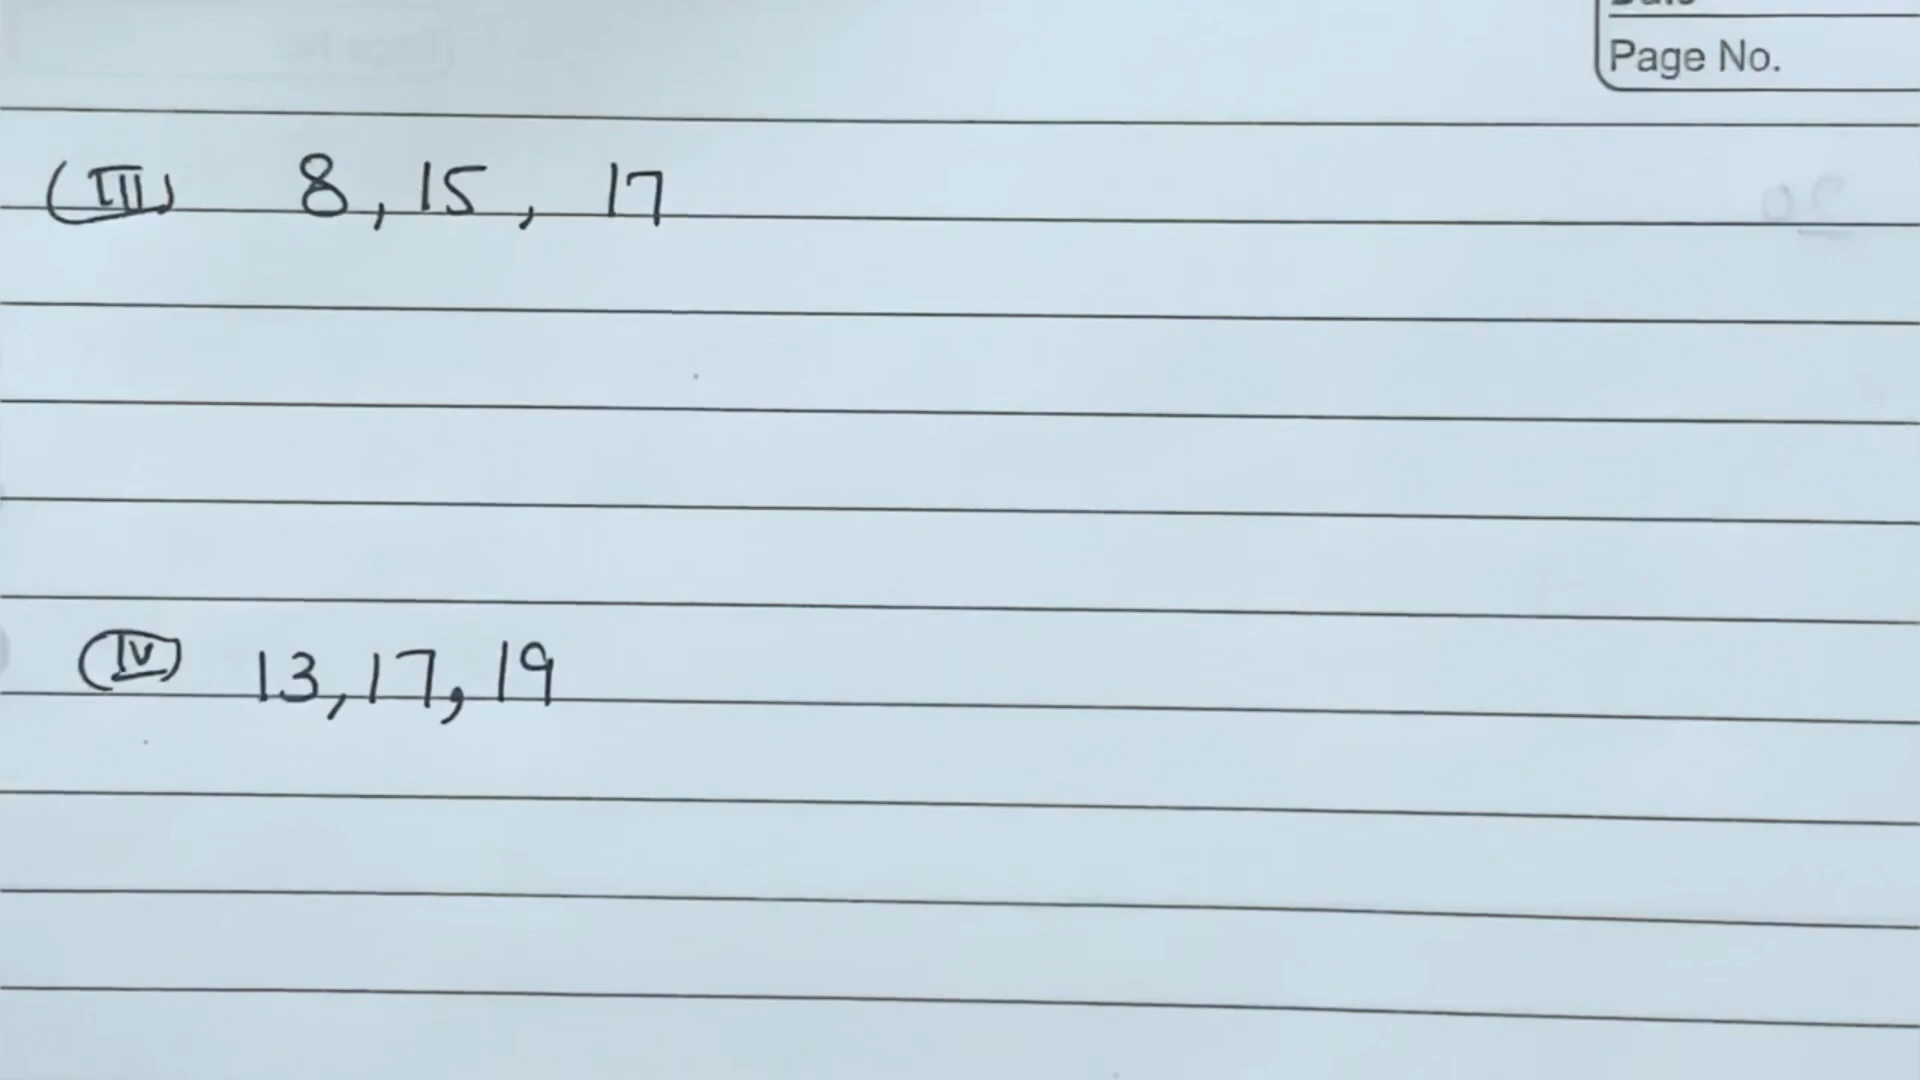 Page No.
(III) 8, 15, 17
(IV) 13, 17, 19